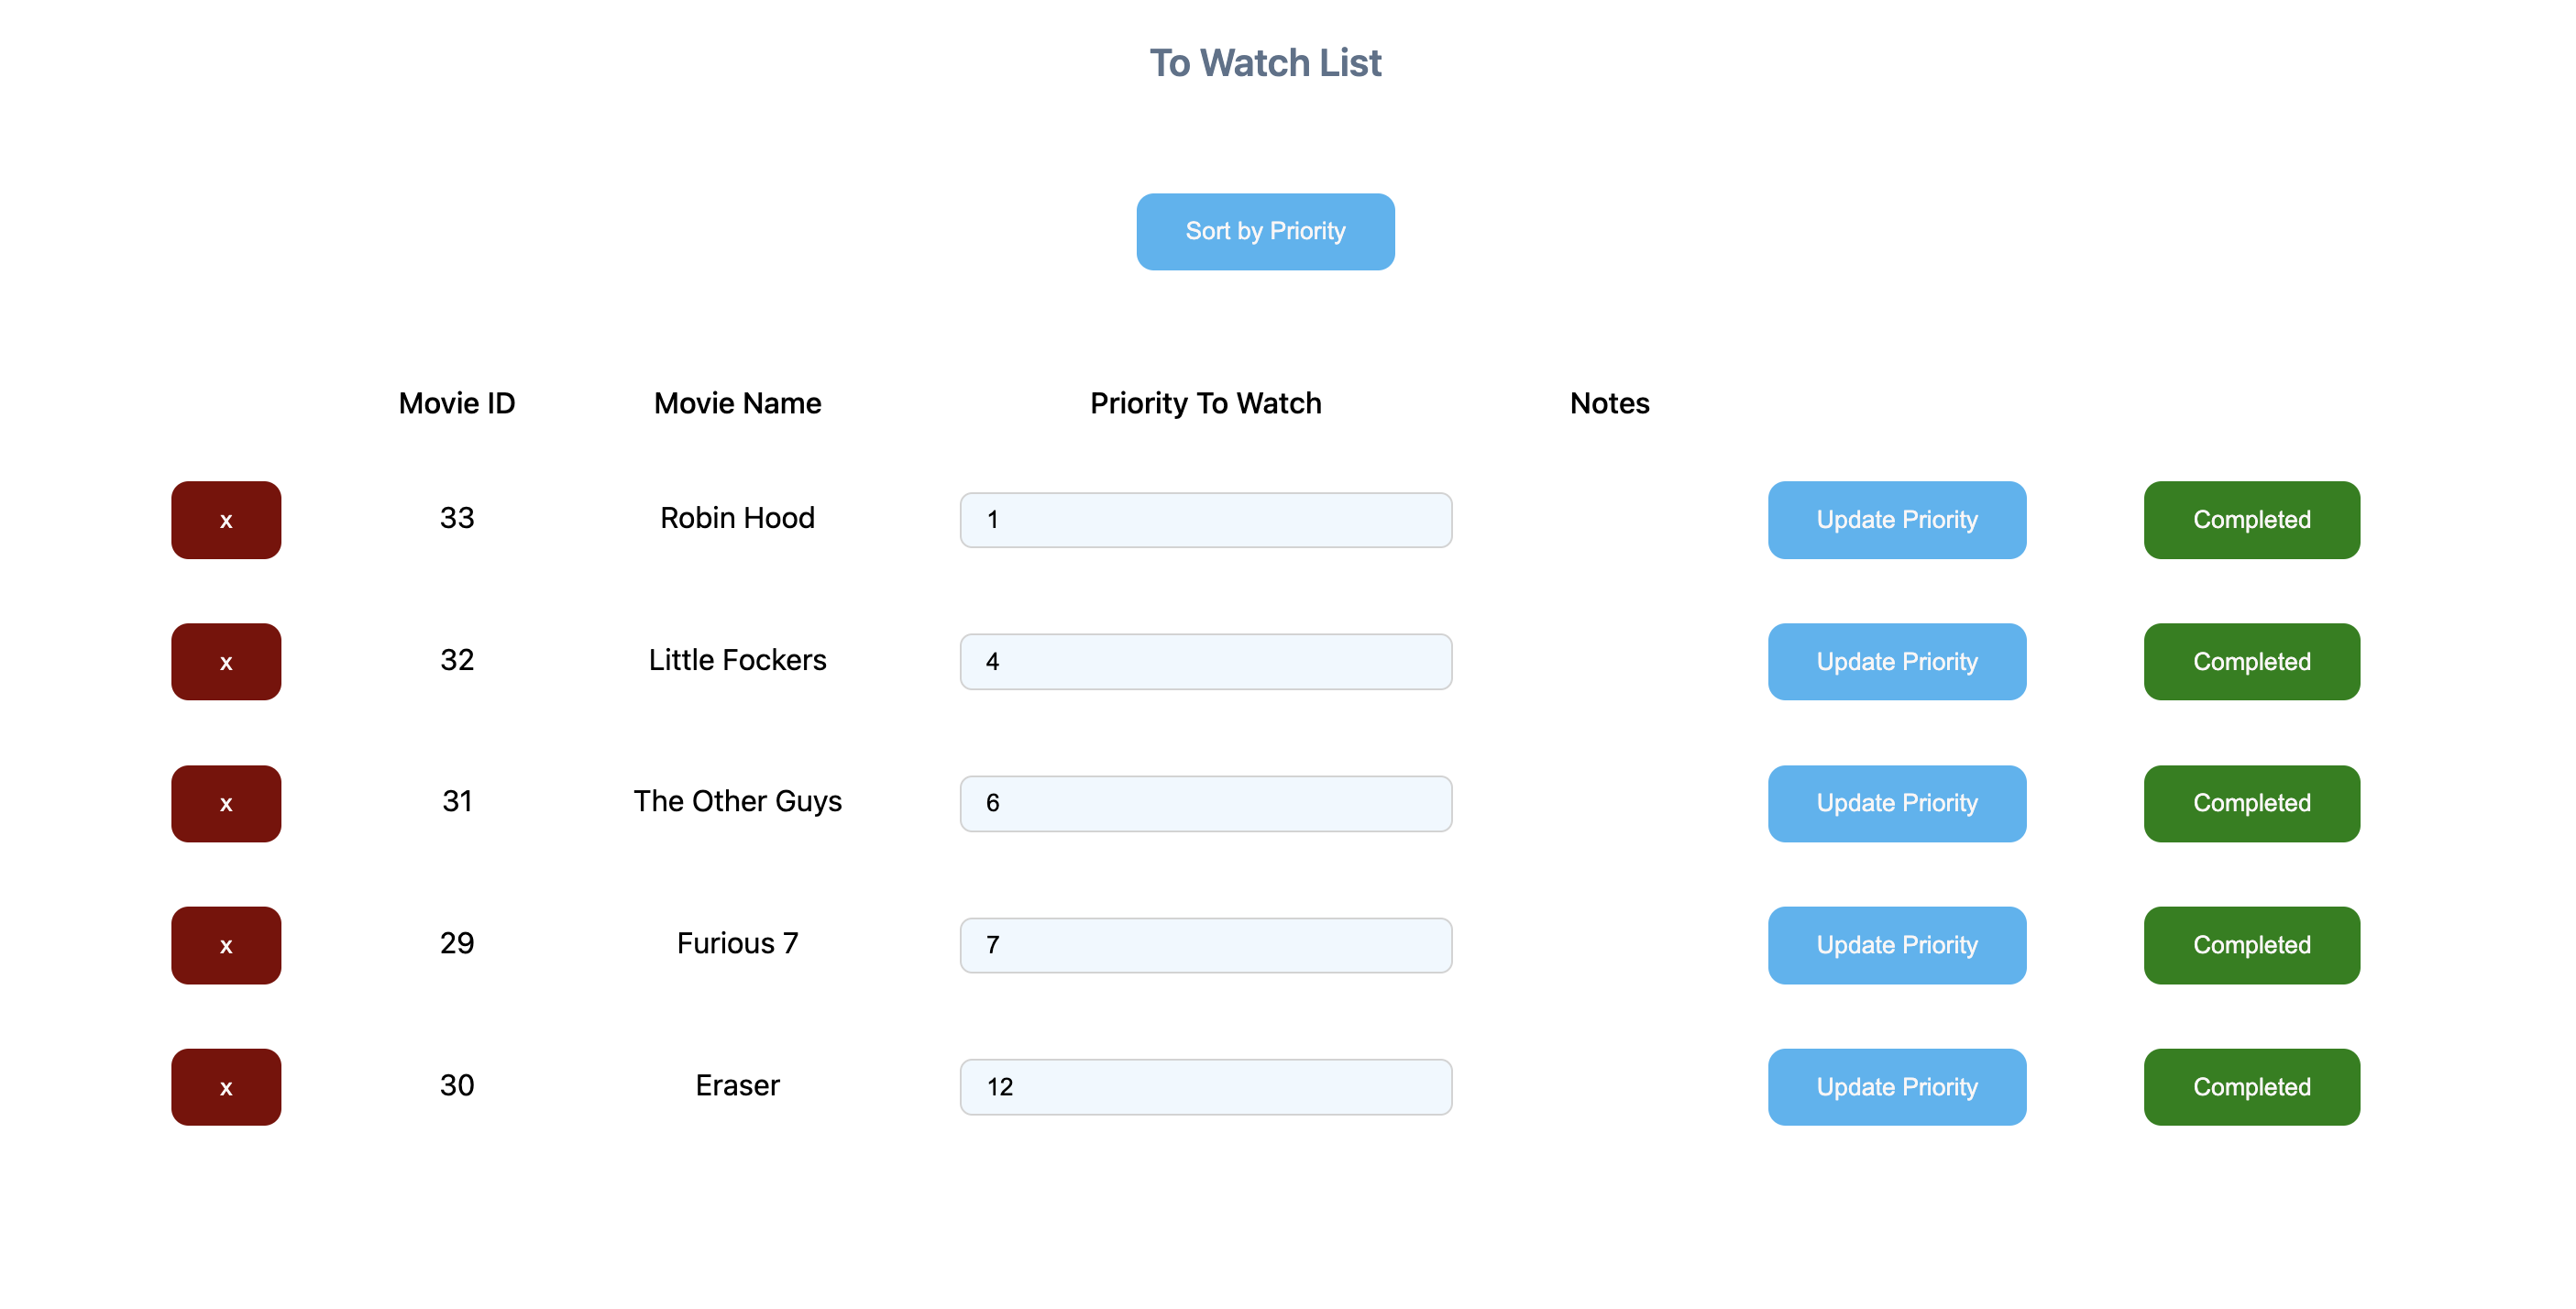 To Watch List
Sort by Priority
Movie ID Movie Name Priority To Watch Notes
x 33 Robin Hood 1 Update Priority Completed
x 32 Little Fockers 4 Update Priority Completed
x 31 The Other Guys 6 Update Priority Completed
x 29 Furious 7 7 Update Priority Completed
x 30 Eraser 12 Update Priority Completed